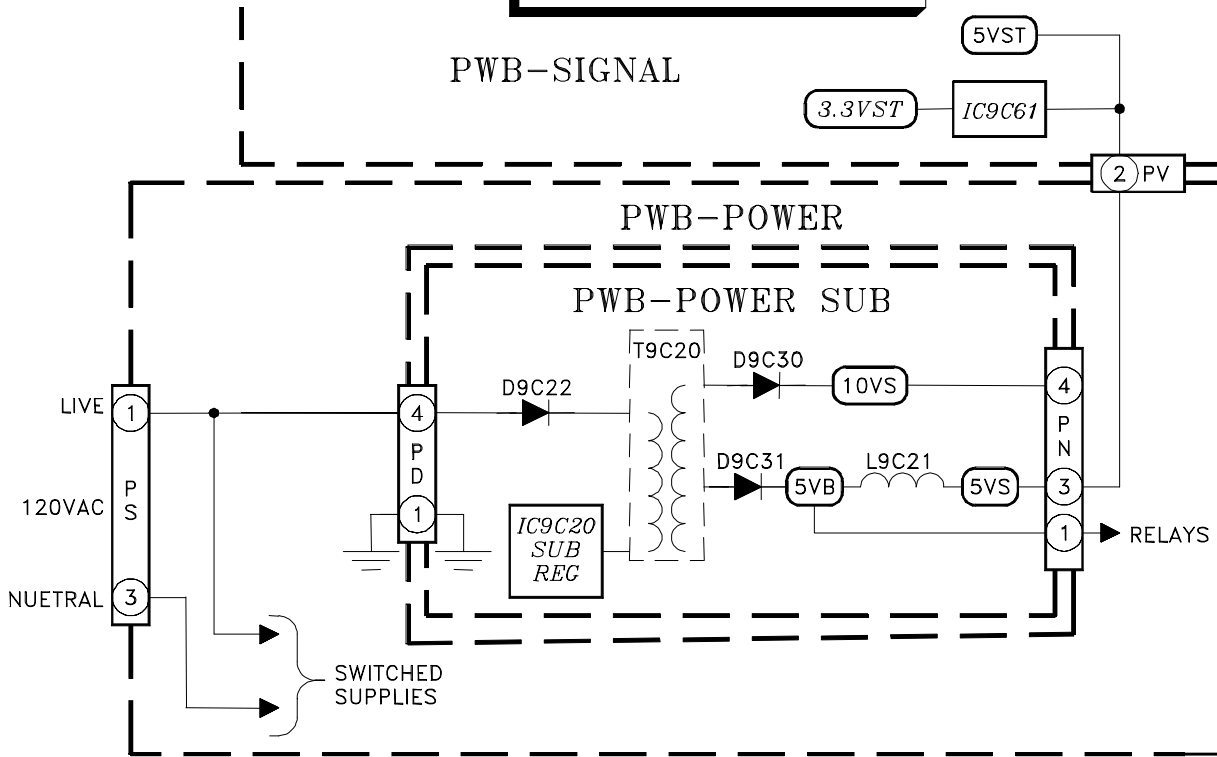 5VST
PWB-SIGNAL
3.3VST
IC9C61
2 PV
PWB-POWER
PWB-POWER SUB
T9C20
D9C30
D9C22
10VS
4
LIVE
1
4
P
N
P
D
D9C31
L9C21
5VB
5VS
3
P
S
120VAC
1
IC9C20
SUB
REG
1
RELAYS
NUETRAL
3
SWITCHED
SUPPLIES